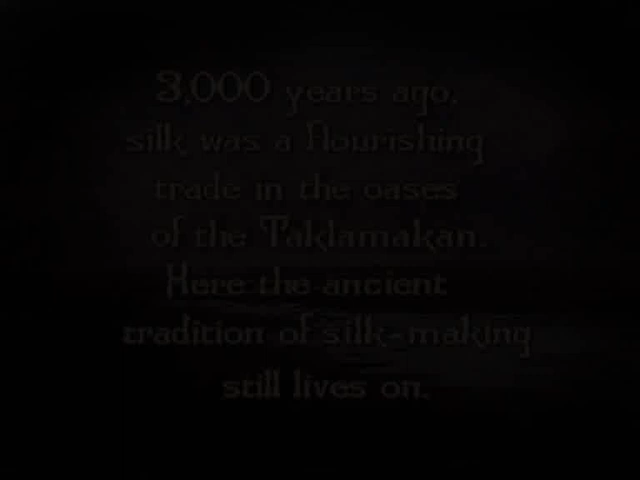 3,000 years ago,
silk was a flourishing
trade in the oases
of the Taklamakan.
Here the ancient
tradition of silk-making
still lives on.